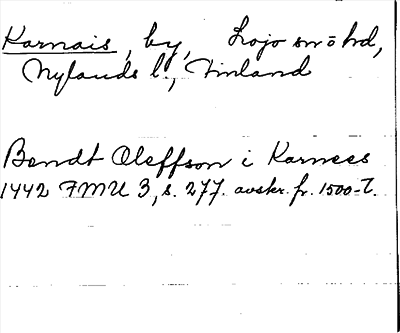 Karnais, by, Lojo sn o hd,
Nylands l., Finland
Bendt Oleffson i Karnees
1442 FMU 3, s. 277. avskr. fr. 1500-t.